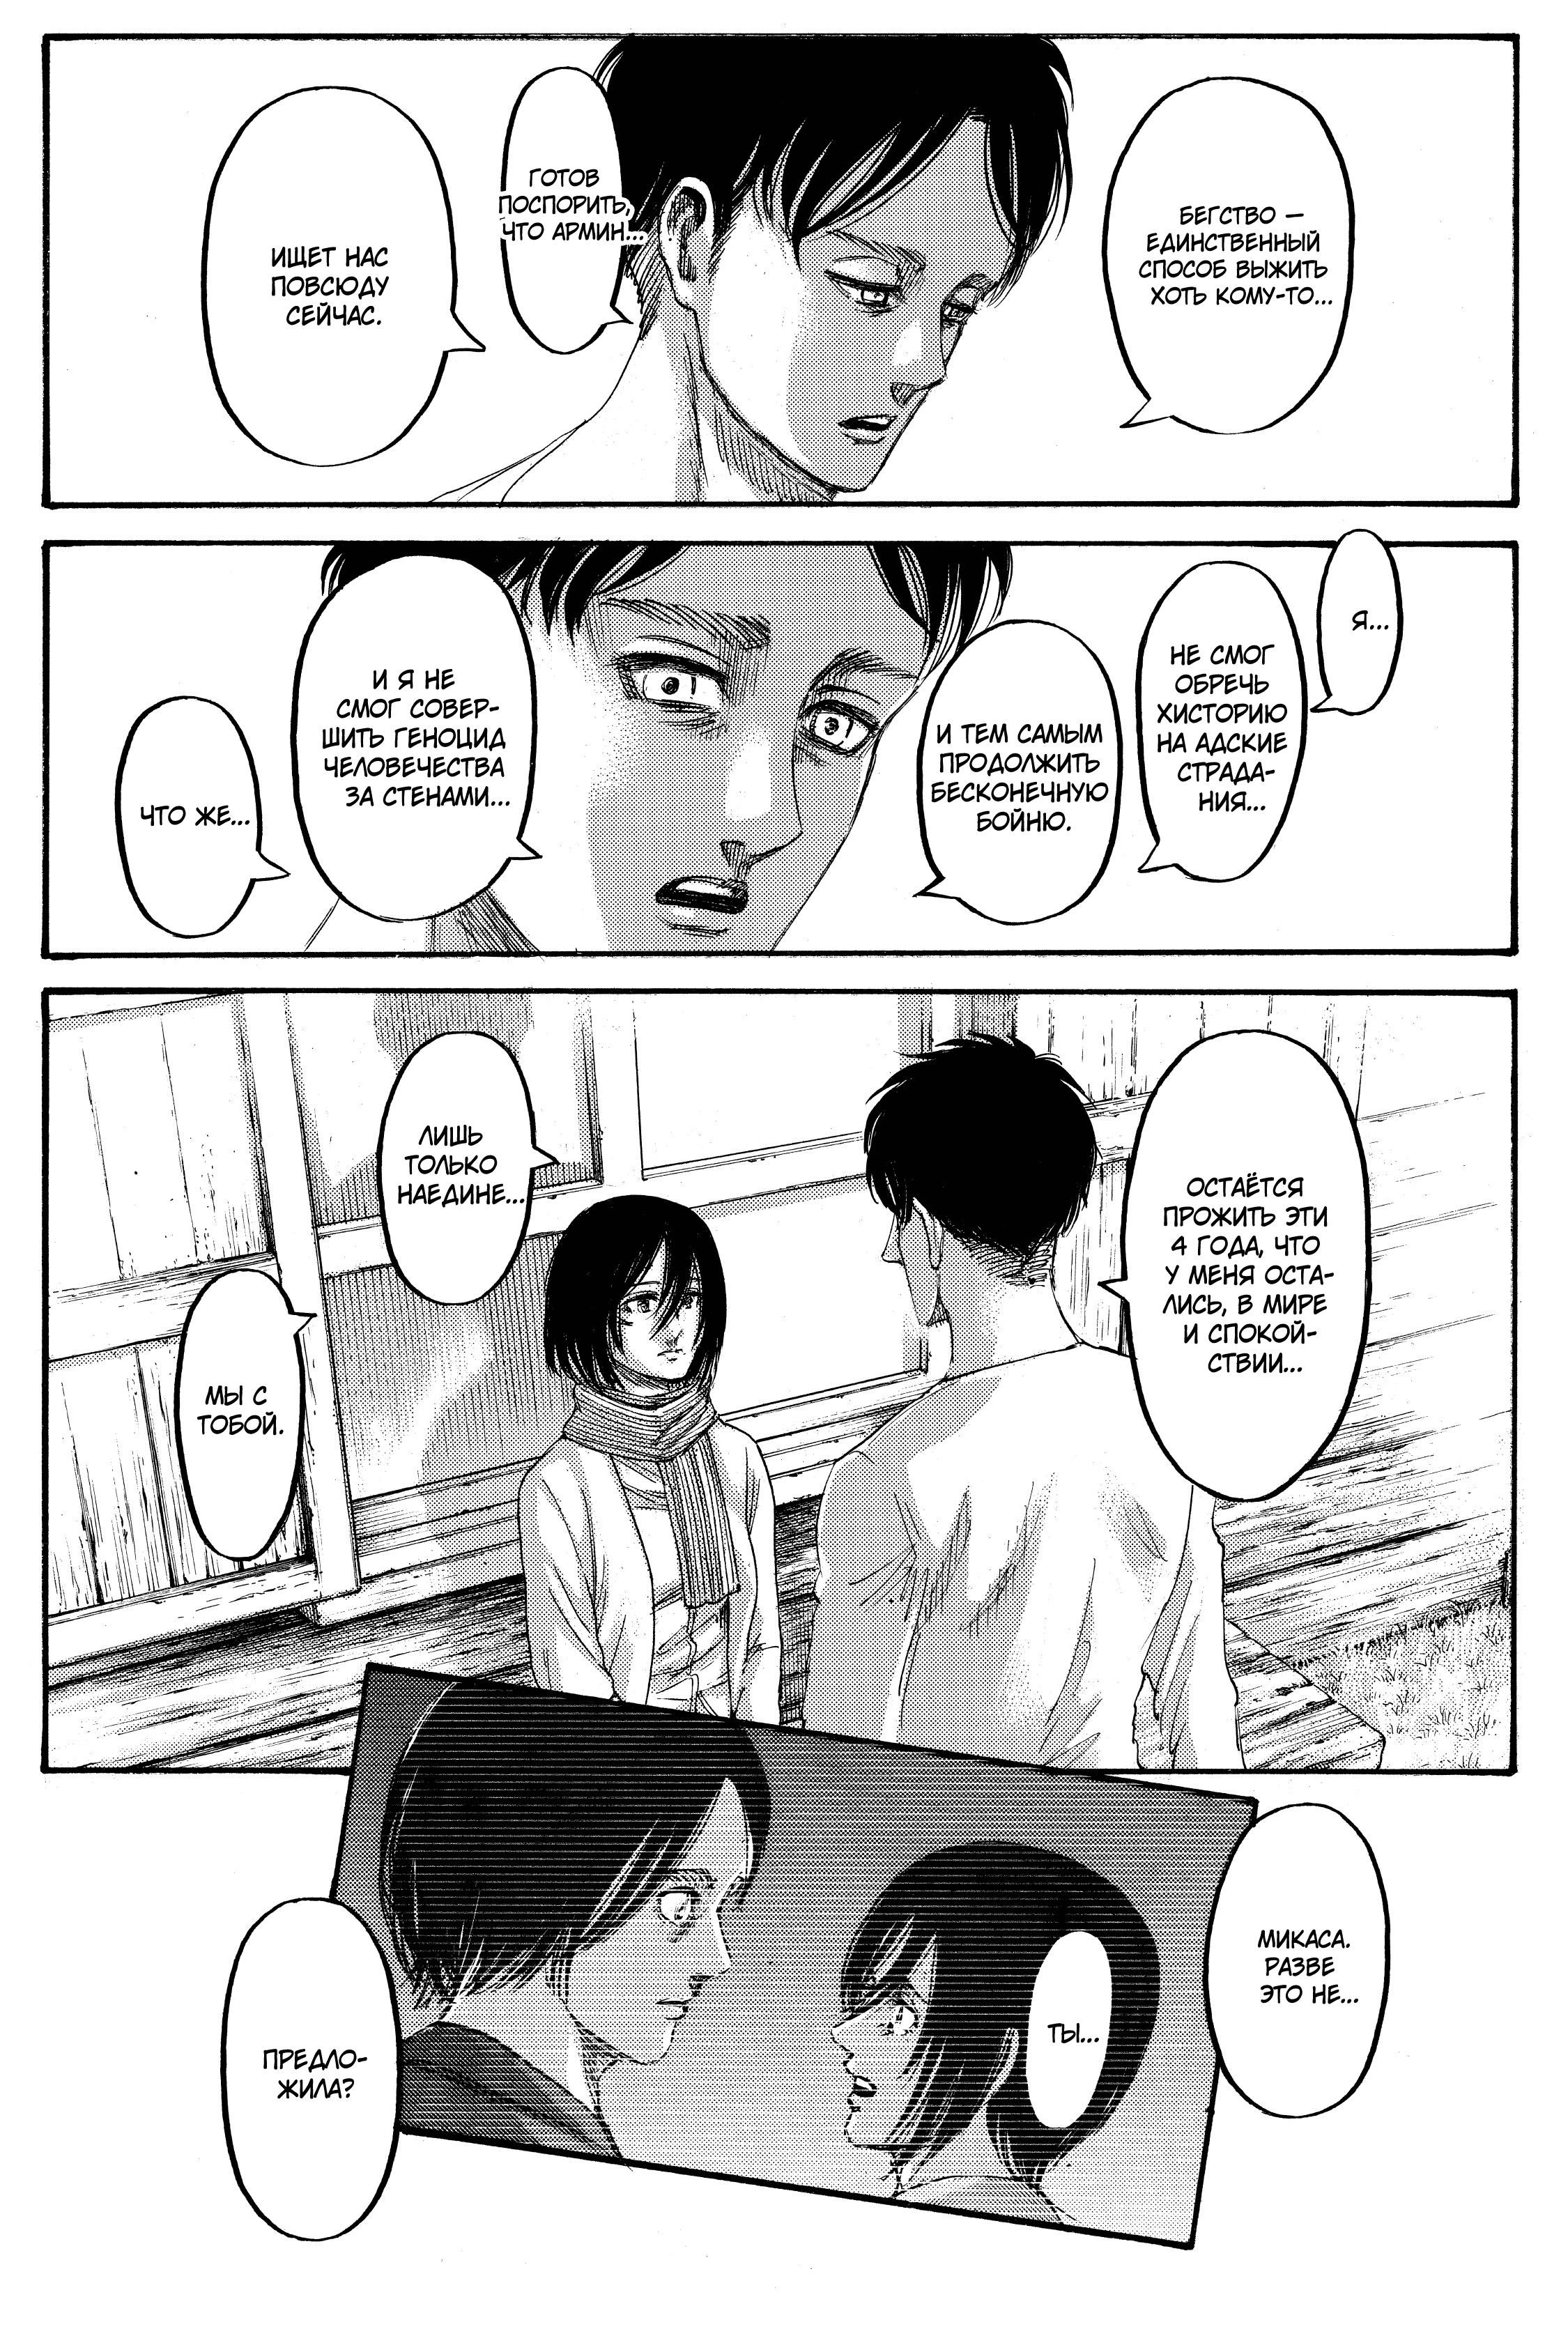 БЕГСТВО –
ЕДИНСТВЕННЫЙ
СПОСОБ ВЫЖИТЬ
ХОТЬ КОМУ-ТО...
ГОТОВ
ПОСПОРИТЬ,
ЧТО АРМИН...
ИЩЕТ НАС
ПОВСЮДУ
СЕЙЧАС.
Я...
НЕ СМОГ
ОБРЕЧЬ
ХИСТОРИЮ
НА АДСКИЕ
СТРАДА-
НИЯ...
И ТЕМ САМЫМ
ПРОДОЛЖИТЬ
БЕСКОНЕЧНУЮ
БОЙНЮ.
И Я НЕ
СМОГ СОВЕР-
ШИТЬ ГЕНОЦИД
ЧЕЛОВЕЧЕСТВА
ЗА СТЕНАМИ...
ЧТО ЖЕ...
ОСТАЁТСЯ
ПРОЖИТЬ ЭТИ
4 ГОДА, ЧТО
У МЕНЯ ОСТА-
ЛИСЬ, В МИРЕ
И СПОКОЙ-
СТВИИ...
ЛИШЬ
ТОЛЬКО
НАЕДИНЕ...
МЫ С
ТОБОЙ.
МИКАСА.
РАЗВЕ
ЭТО НЕ...
ТЫ...
ПРЕДЛО-
ЖИЛА?